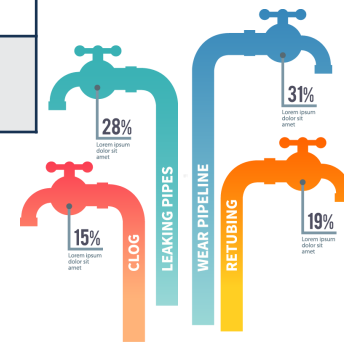 31%
Lorem ipsum
dolor sit
amet
28%
Lorem ipsum
dolor sit
amet
19%
Lorem ipsum
dolor sit
amet
15%
Lorem ipsum
dolor sit
amet
CLOG
LEAKING PIPES
WEAR PIPELINE
RETUBING